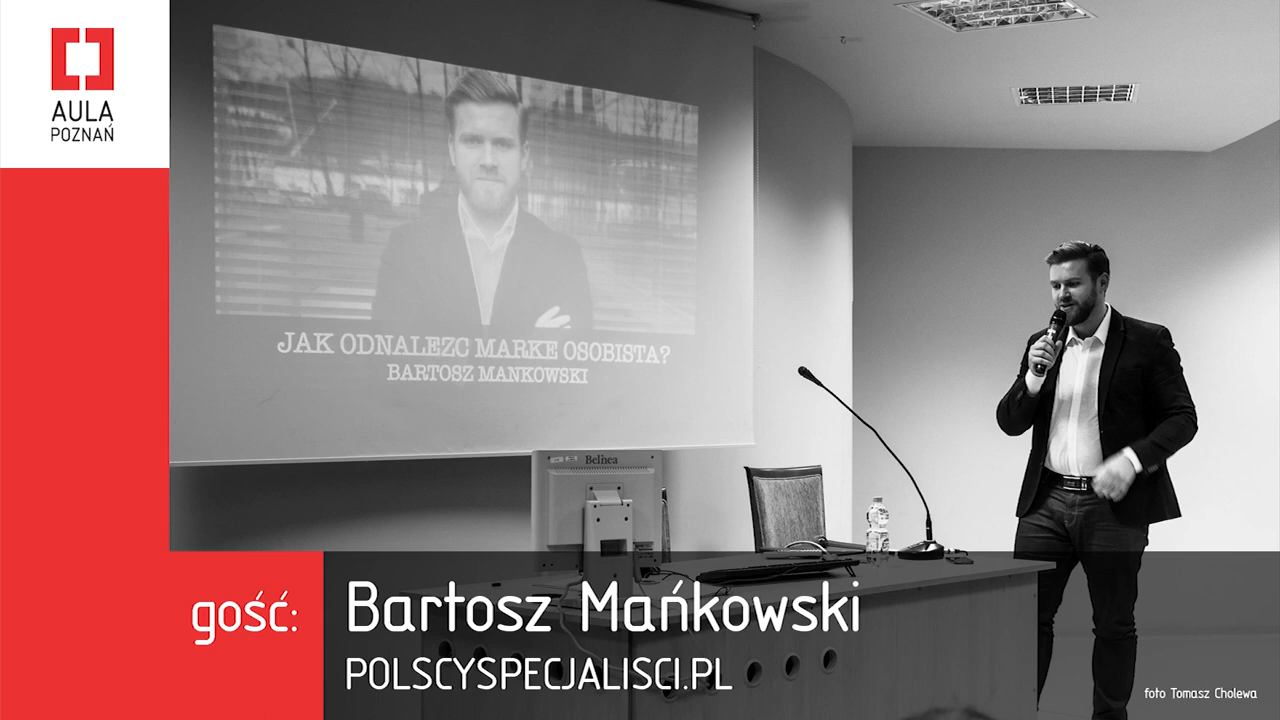 AULA
POZNAŃ
JAK ODNALEZC MARKE OSOBISTA?
BARTOSZ MANKOWSKI
Belinea
gość:
Bartosz Mańkowski
POLSCYSPECJALISCI.PL
foto Tomasz Cholewa